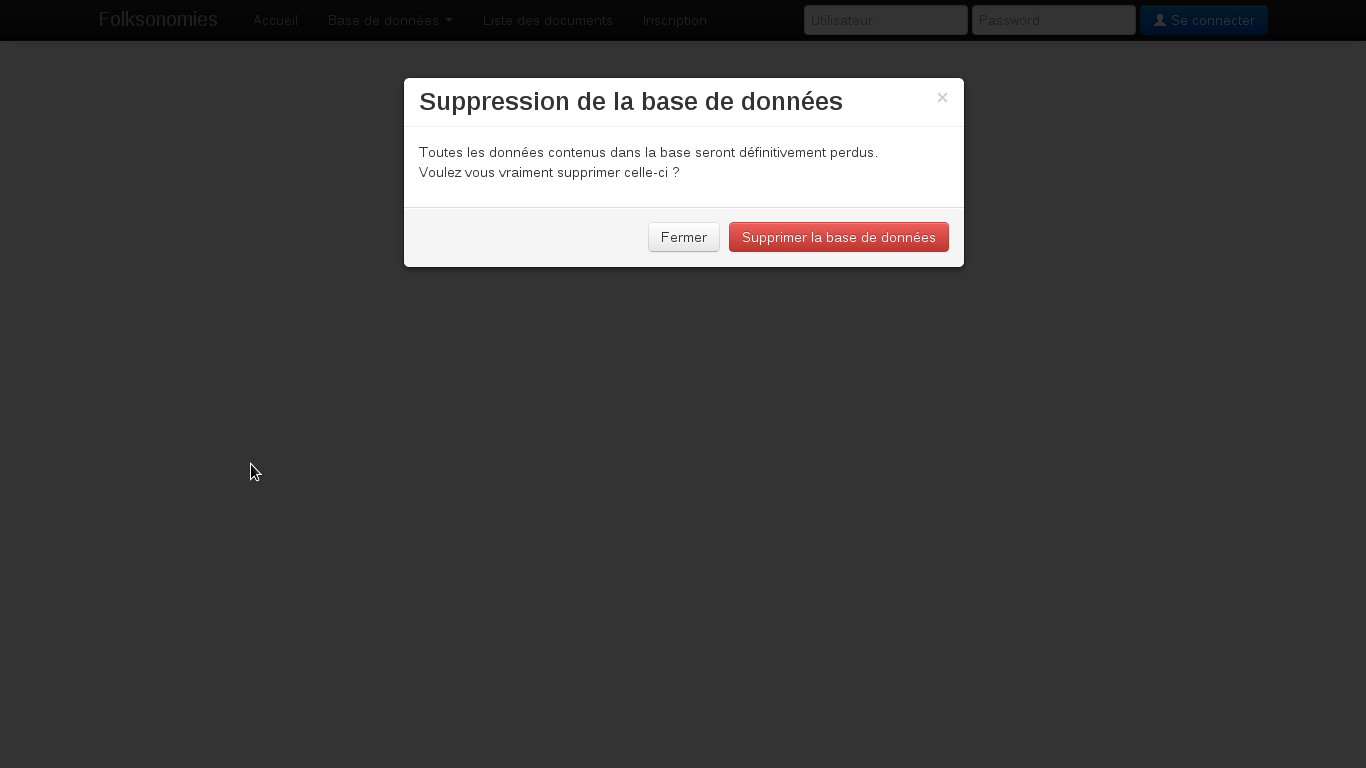 Folksonomies Accueil Base de données Liste des documents Inscription Utilisateur Password Se connecter
Suppression de la base de données ×
Toutes les données contenus dans la base seront définitivement perdus.
Voulez vous vraiment supprimer celle-ci ?
Fermer Supprimer la base de données